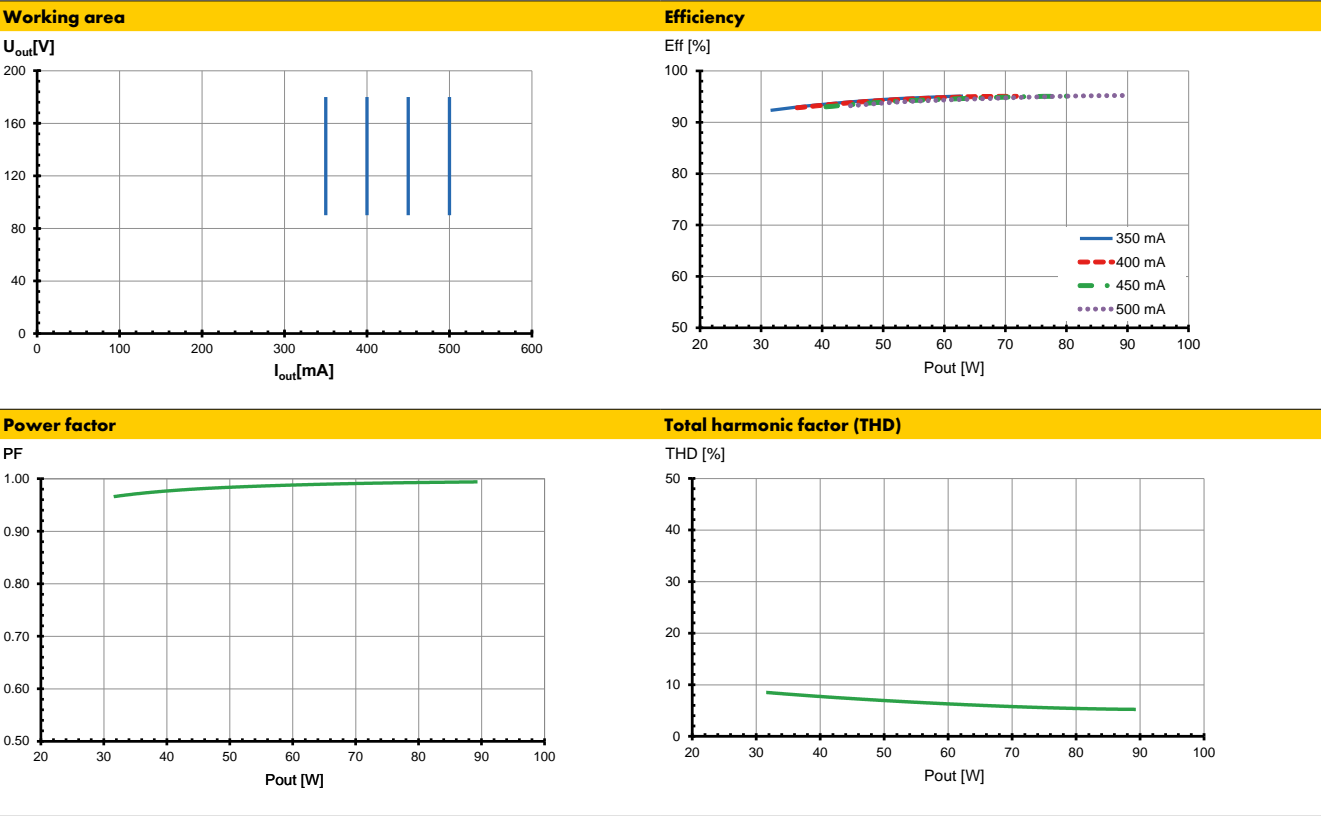 Working area
U_out[V]
200
160
120
80
40
0
0 100 200 300 400 500 600
I_out[mA]
Efficiency
Eff [%]
100
90
80
70
60
50
350 mA
400 mA
450 mA
500 mA
20 30 40 50 60 70 80 90 100
Pout [W]
Power factor
PF
1.00
0.90
0.80
0.70
0.60
0.50
20 30 40 50 60 70 80 90 100
Pout [W]
Total harmonic factor (THD)
THD [%]
50
40
30
20
10
0
20 30 40 50 60 70 80 90 100
Pout [W]